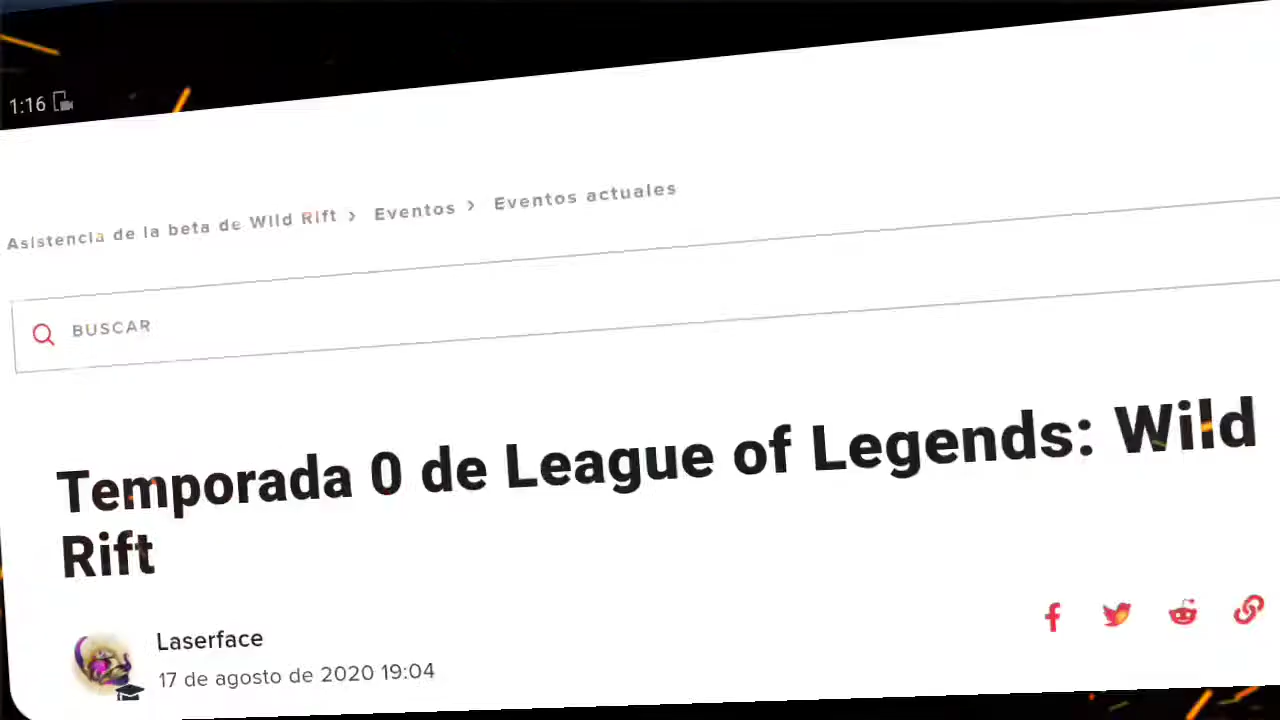 1:16
Asistencia de la beta de Wild Rift > Eventos > Eventos actuales
BUSCAR
Temporada 0 de League of Legends: Wild
Rift
Laserface
17 de agosto de 2020 19:04